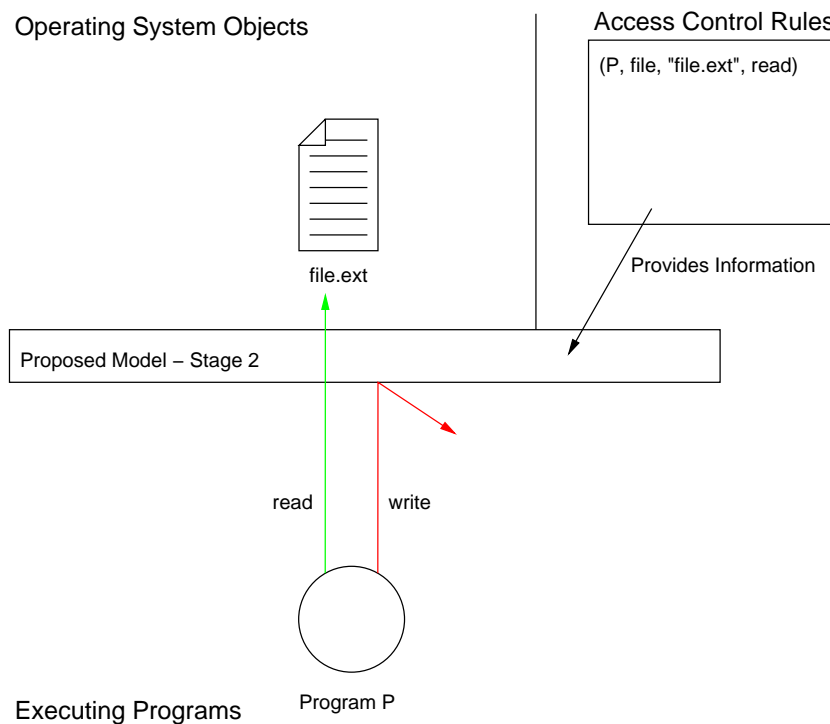 Operating System Objects
Access Control Rules
(P, file, "file.ext", read)
file.ext
Provides Information
Proposed Model – Stage 2
read
write
Program P
Executing Programs